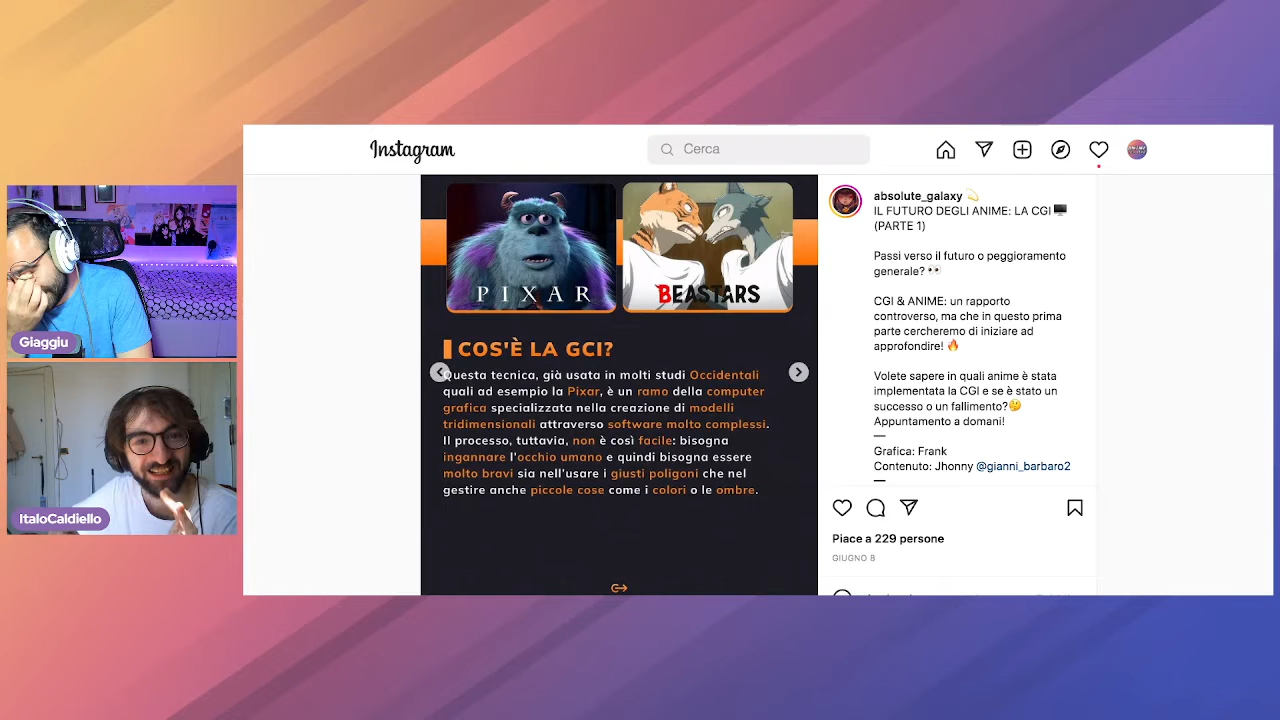 Instagram
Cerca
PIXAR
BEASTARS
COS'È LA GCI?
Questa tecnica, già usata in molti studi Occidentali
quali ad esempio la Pixar, è un ramo della computer
grafica specializzata nella creazione di modelli
tridimensionali attraverso software molto complessi.
Il processo, tuttavia, non è così facile: bisogna
ingannare l'occhio umano e quindi bisogna essere
molto bravi sia nell'usare i giusti poligoni che nel
gestire anche piccole cose come i colori o le ombre.
absolute_galaxy 💫
IL FUTURO DEGLI ANIME: LA CGI🖥️
(PARTE 1)
Passi verso il futuro o peggioramento
generale? 👀
CGI & ANIME: un rapporto
controverso, ma che in questo prima
parte cercheremo di iniziare ad
approfondire! 🔥
Volete sapere in quali anime è stata
implementata la CGI e se è stato un
successo o un fallimento?🤔
Appuntamento a domani!
—
Grafica: Frank
Contenuto: Jhonny @gianni_barbaro2
—
Piace a 229 persone
GIUGNO 8
Giaggiu
ItaloCaldiello